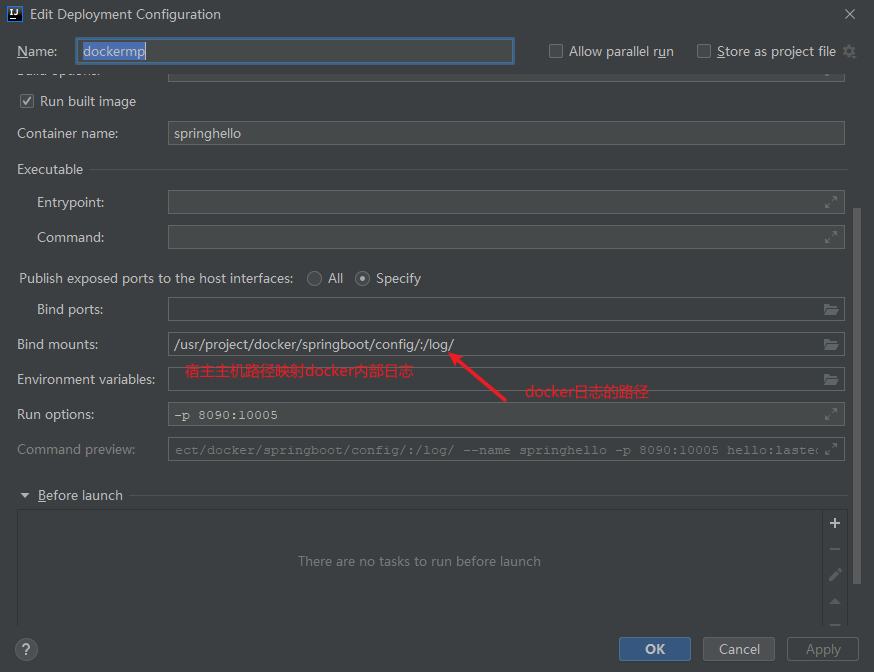 Edit Deployment Configuration
Name: dockermp Allow parallel run Store as project file
Run built image
Container name: springhello
Executable
Entrypoint:
Command:
Publish exposed ports to the host interfaces: All Specify
Bind ports:
Bind mounts: /usr/project/docker/springboot/config/:/log/
宿主主机路径映射docker内部日志
Environment variables:
docker日志的路径
Run options: -p 8090:10005
Command preview: ect/docker/springboot/config/:/log/ --name springhello -p 8090:10005 hello:lasted
Before launch
There are no tasks to run before launch
? OK Cancel Apply